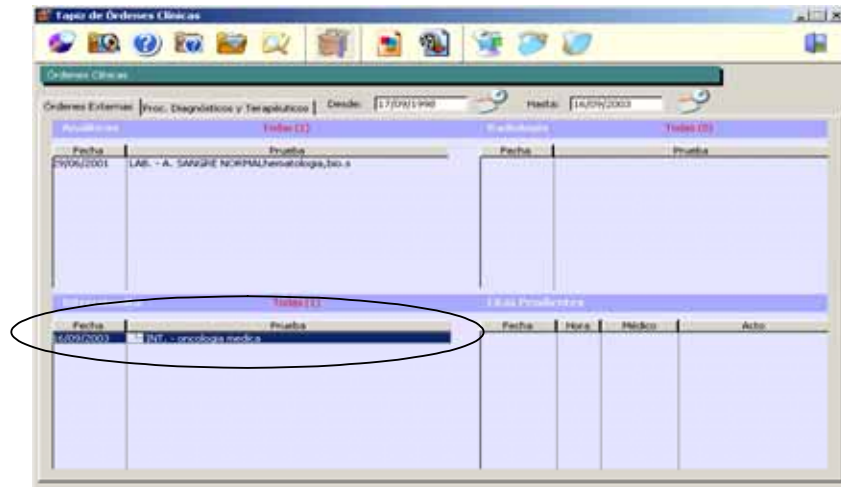 Tapiz de Órdenes Clínicas
Órdenes Clínicas
Órdenes Externas Proc. Diagnósticos y Terapéuticos Desde: 17/09/1998 Hasta: 16/09/2003
Analíticas Todas (1) Radiología Todas (0)
Fecha Prueba Fecha Prueba
29/06/2001 LAB. - A. SANGRE NORMAL/hematologia,bio.s
Todas (1) Citas Pendientes
Fecha Prueba Fecha Hora Médico Acto
16/09/2003 INT. - oncologia medica